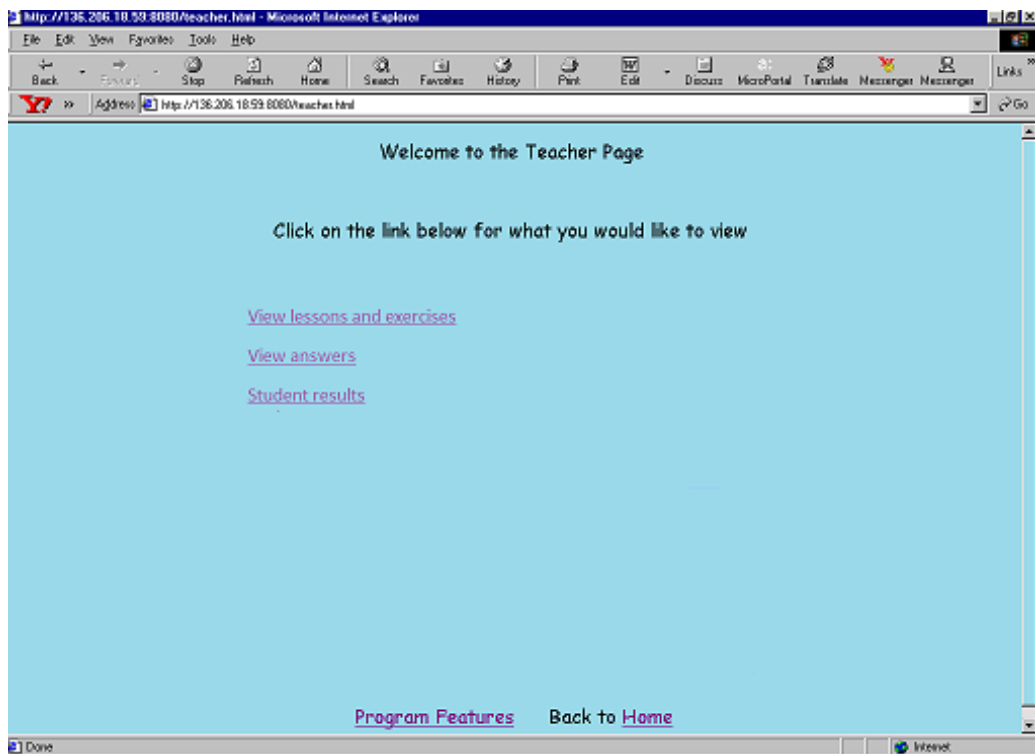 http://136.206.18.59:8080/teacher.html - Microsoft Internet Explorer
File Edit View Favorites Tools Help
Back Forward Stop Refresh Home Search Favorites History Print Edit Discuss MicroPortal Translate Messenger Messenger Links »
Y? » Address http://136.206.18.59:8080/teacher.html Go
Welcome to the Teacher Page
Click on the link below for what you would like to view
View lessons and exercises
View answers
Student results
Program Features Back to Home
Done Internet